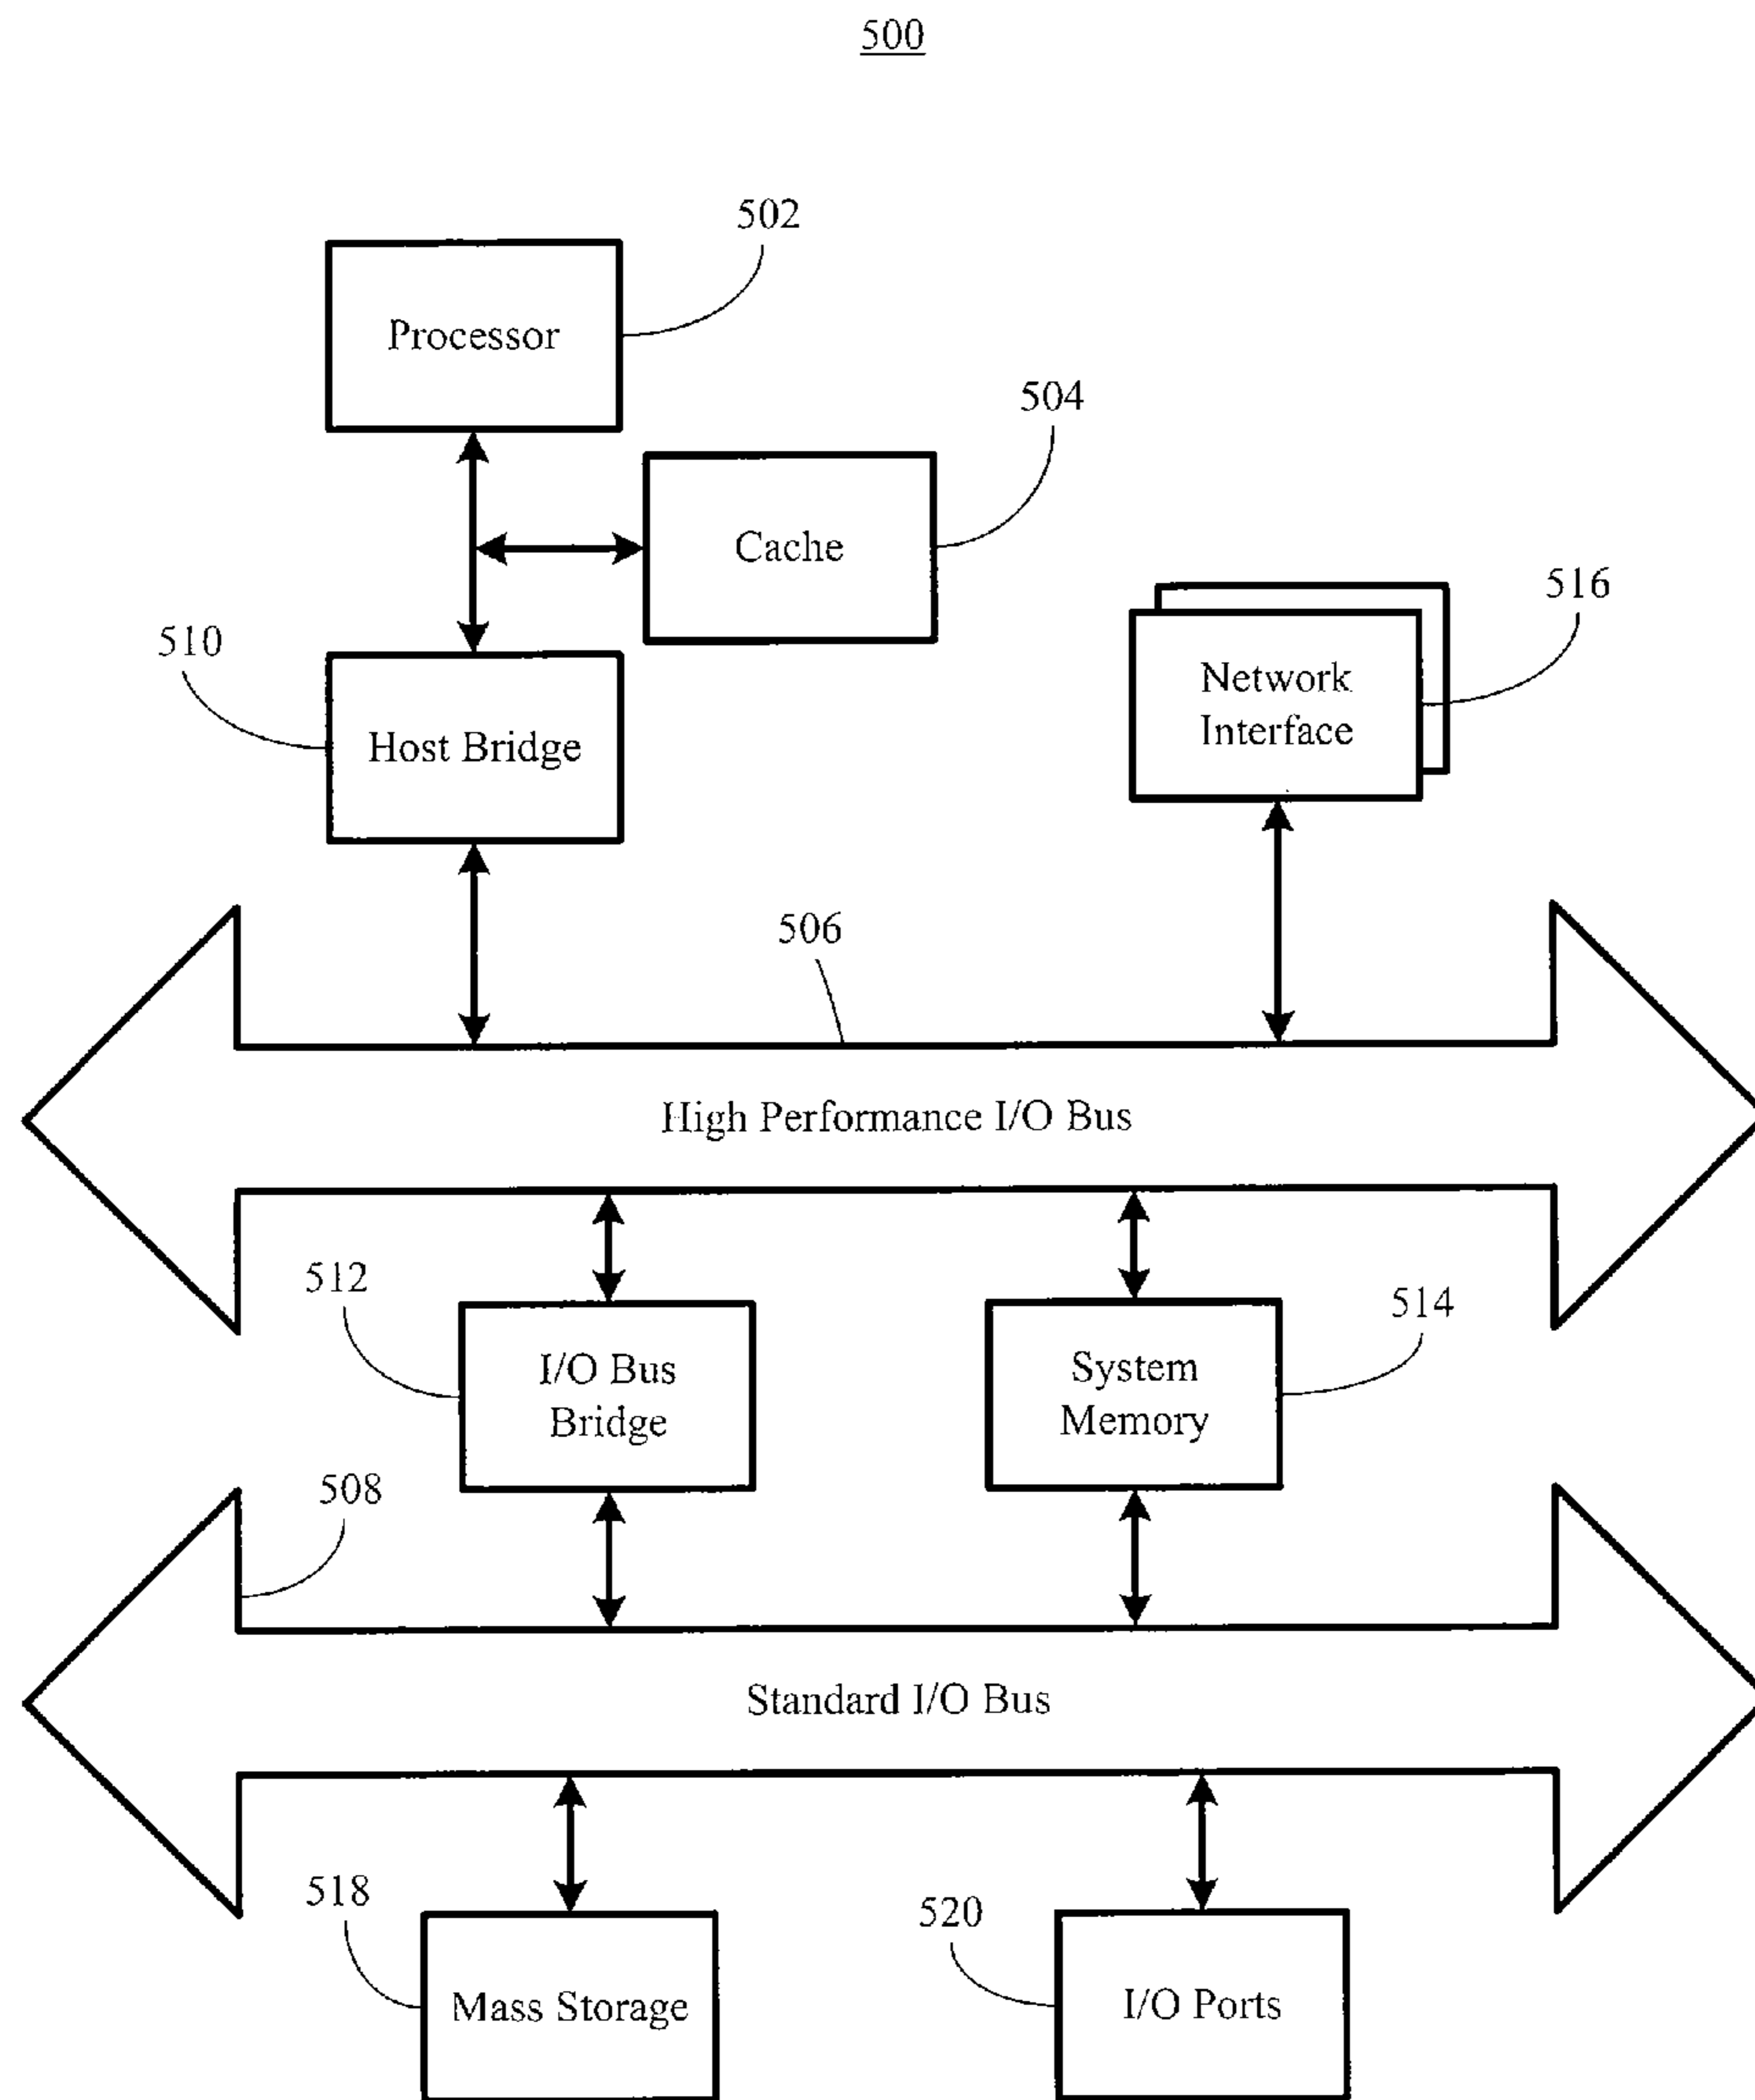 500
502
Processor
504
Cache
516
510
Network
Interface
Host Bridge
506
High Performance I/O Bus
512
514
I/O Bus
Bridge
System
Memory
508
Standard I/O Bus
518
520
Mass Storage
I/O Ports